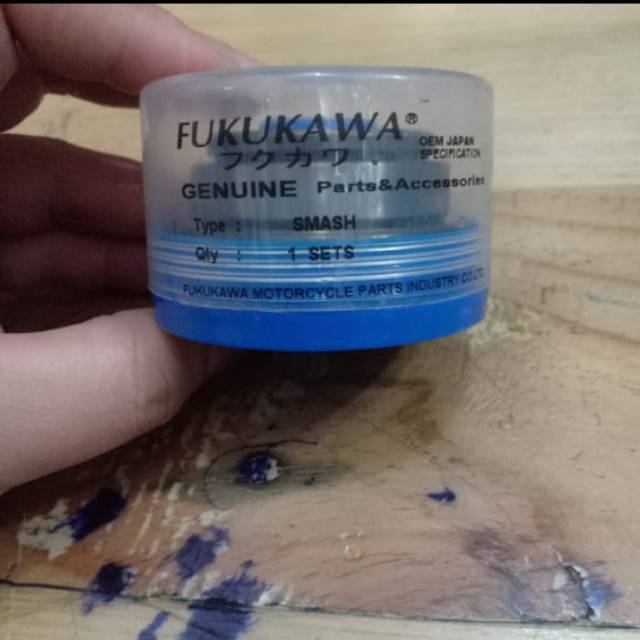 FUKUKAWA®
フクカワ
OEM JAPAN
SPECIFICATION
GENUINE Parts&Accessories
Type : SMASH
Qty : 1 SETS
FUKUKAWA MOTORCYCLE PARTS INDUSTRY CO.LTD.